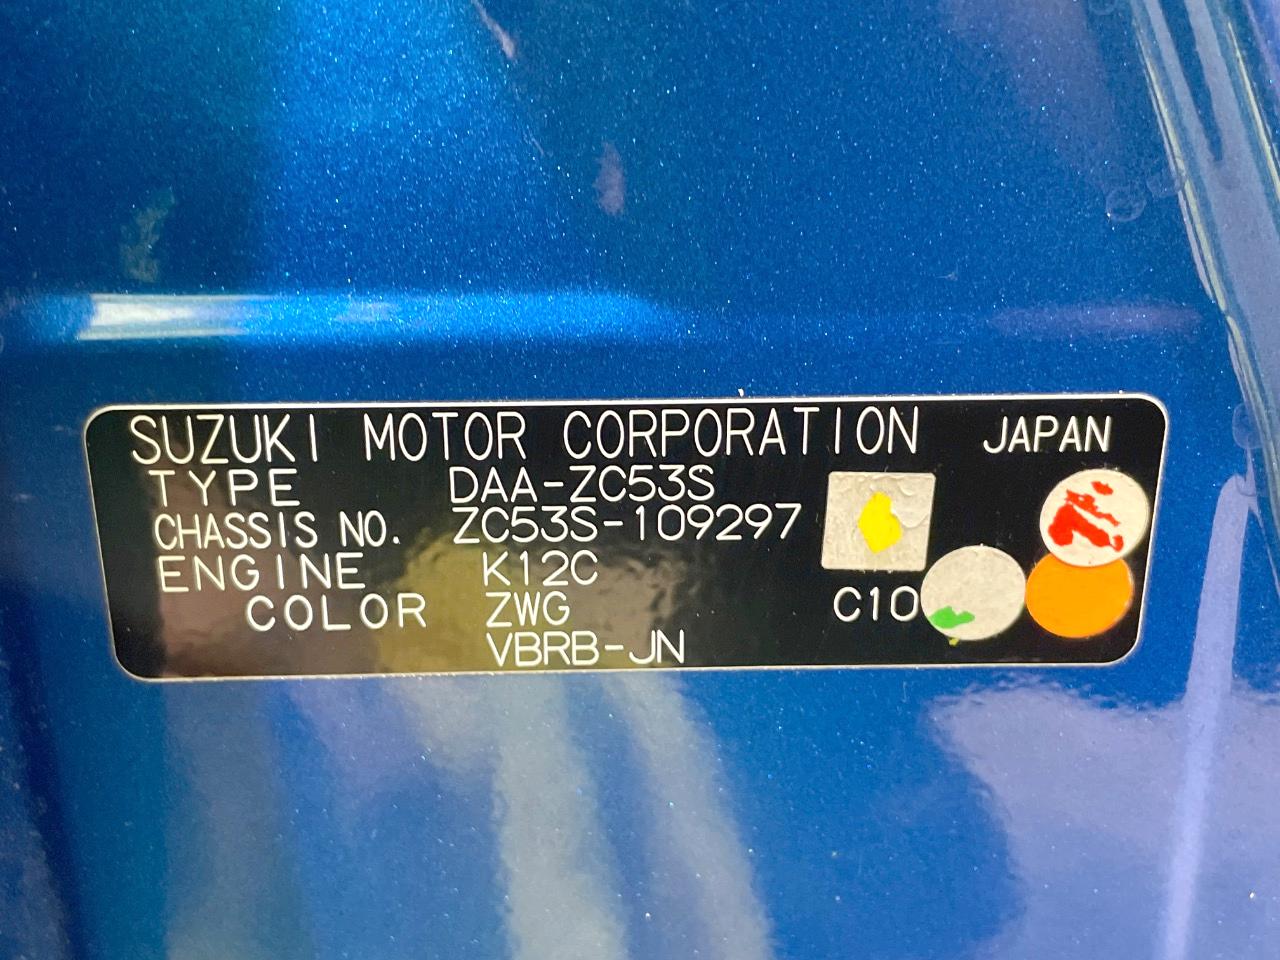 SUZUKI MOTOR CORPORATION JAPAN
TYPE DAA-ZC53S
CHASSIS NO. ZC53S-109297
ENGINE K12C
COLOR ZWG C10
VBRB-JN